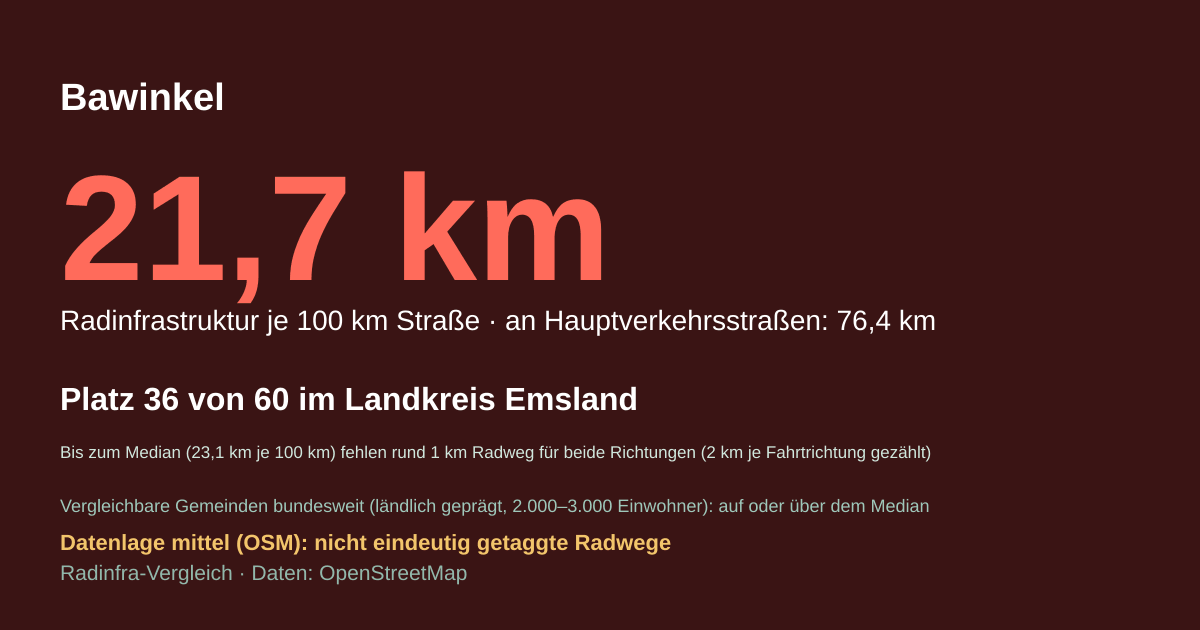 Bawinkel
21,7 km
Radinfrastruktur je 100 km Straße · an Hauptverkehrsstraßen: 76,4 km
Platz 36 von 60 im Landkreis Emsland
Bis zum Median (23,1 km je 100 km) fehlen rund 1 km Radweg für beide Richtungen (2 km je Fahrtrichtung gezählt)
Vergleichbare Gemeinden bundesweit (ländlich geprägt, 2.000–3.000 Einwohner): auf oder über dem Median
Datenlage mittel (OSM): nicht eindeutig getaggte Radwege
Radinfra-Vergleich · Daten: OpenStreetMap